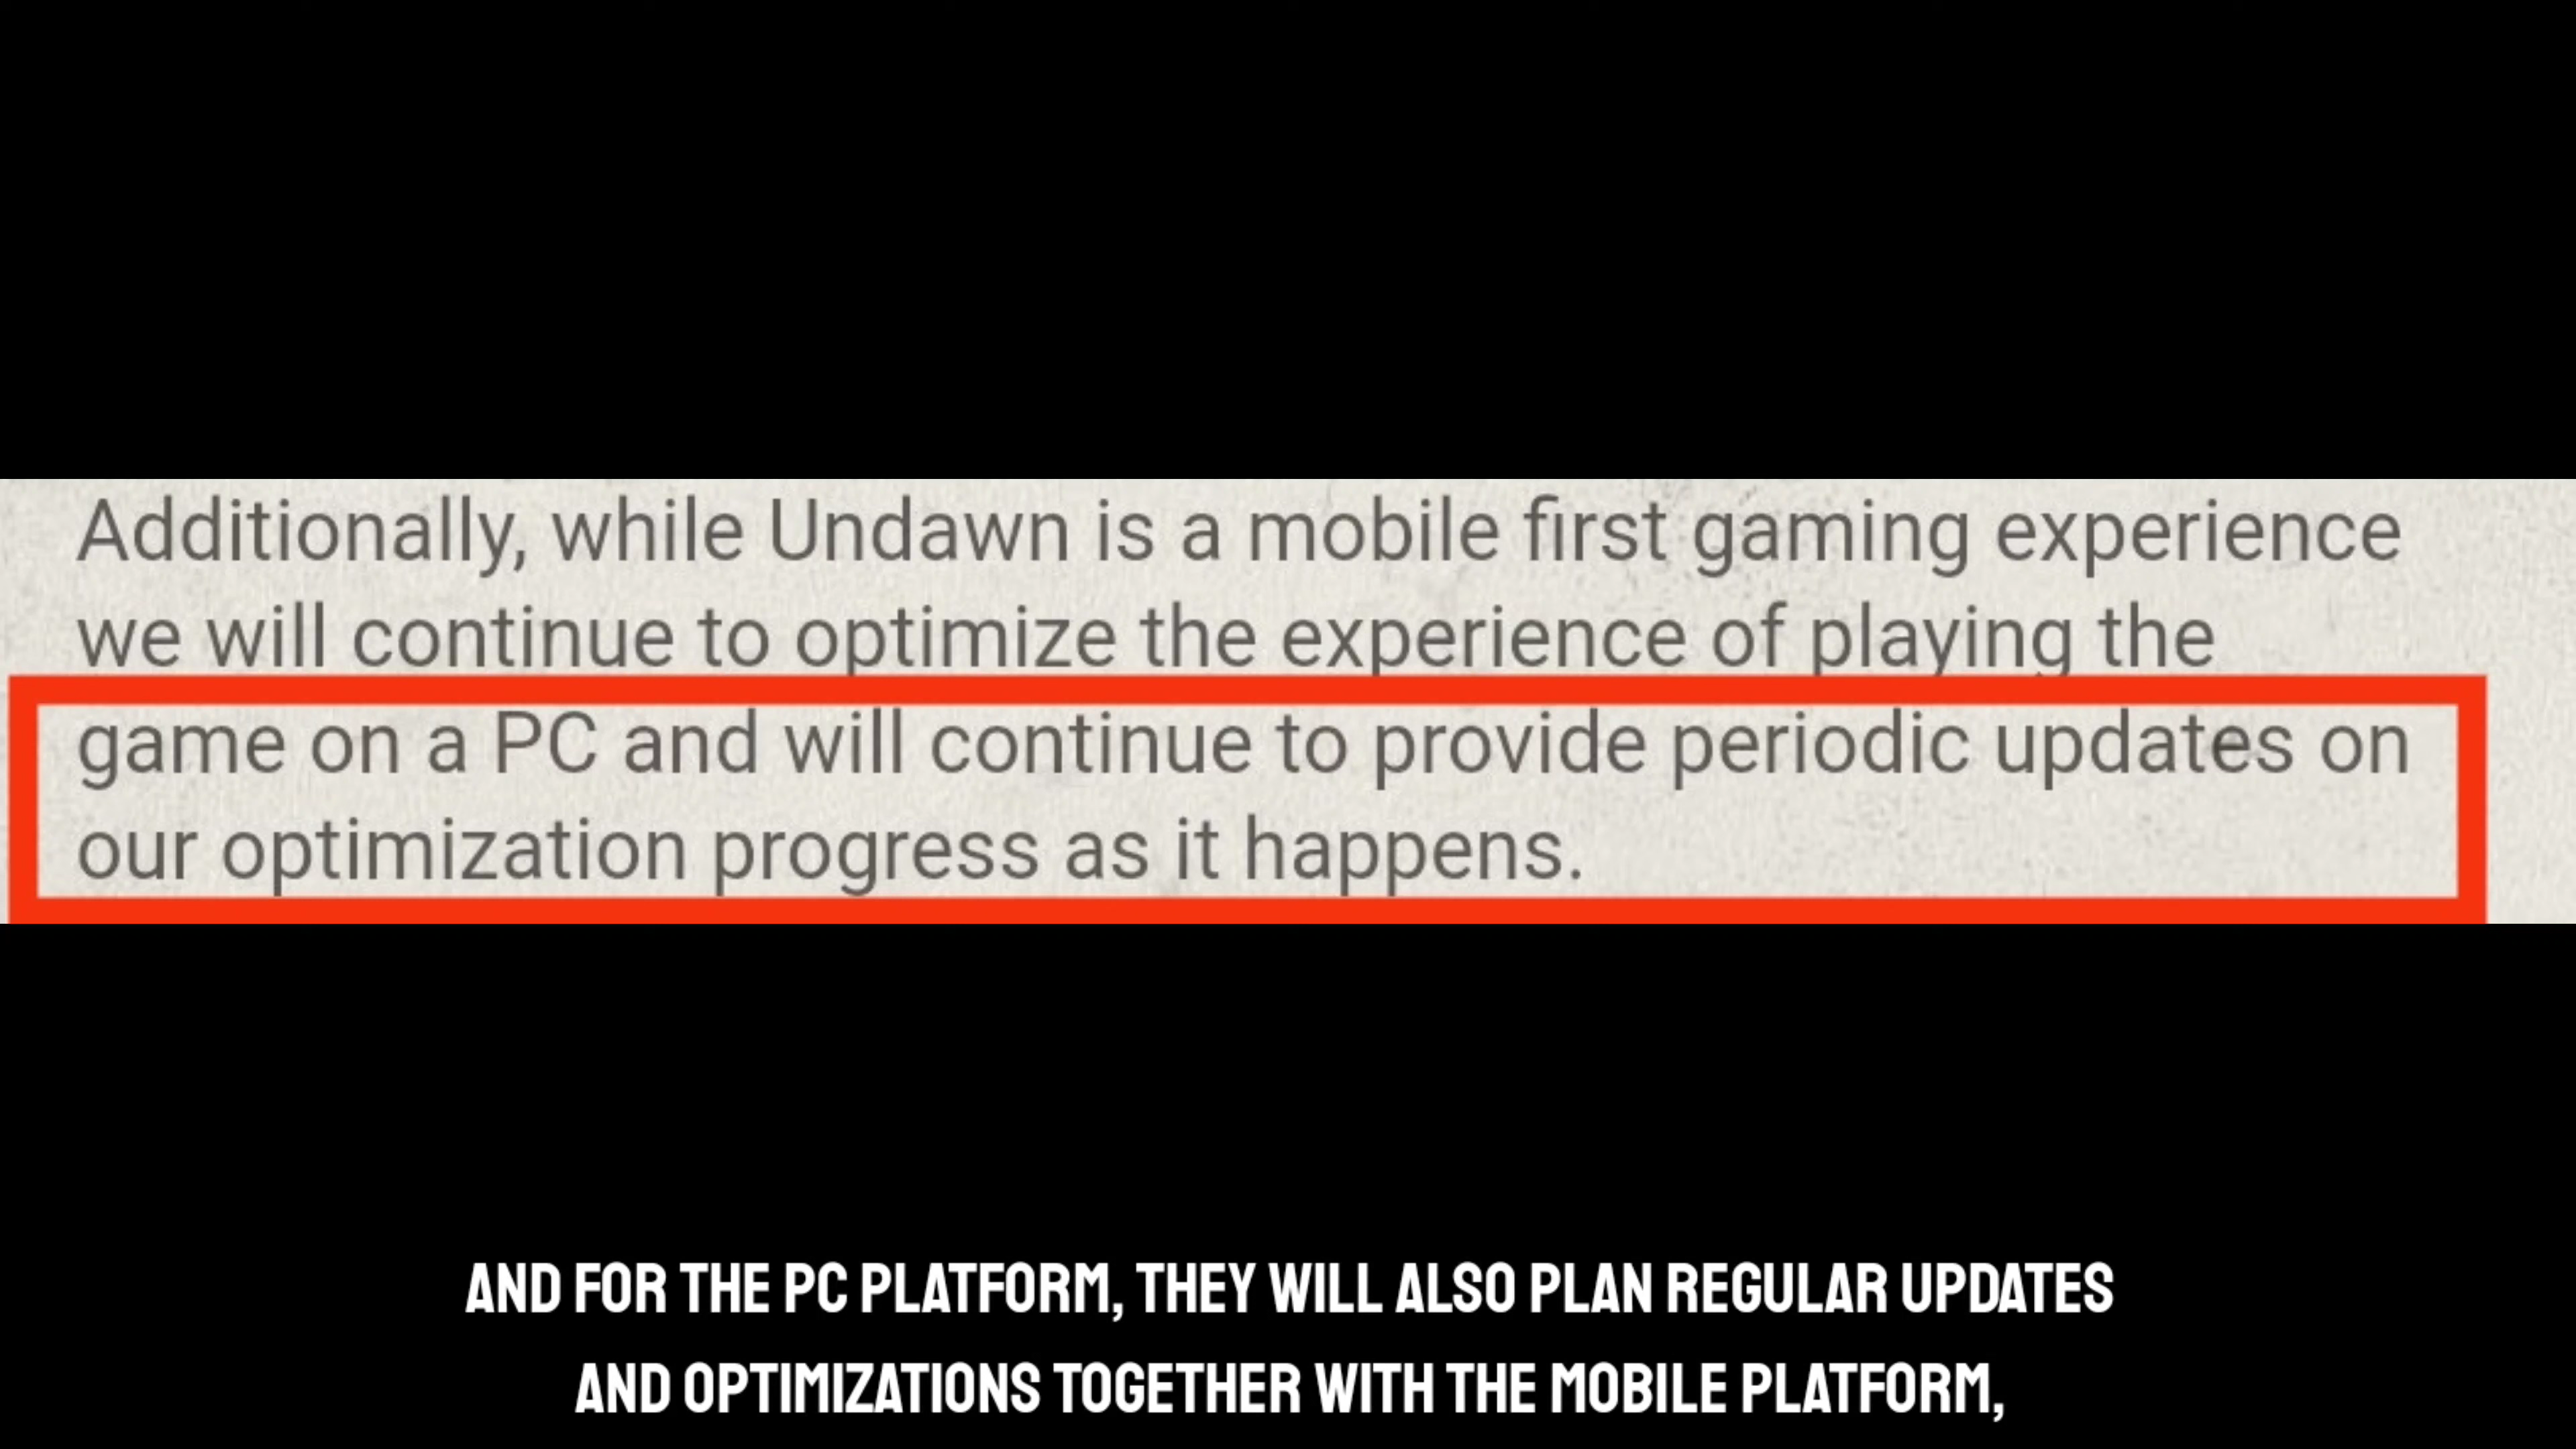 Additionally, while Undawn is a mobile first gaming experience
we will continue to optimize the experience of playing the
game on a PC and will continue to provide periodic updates on
our optimization progress as it happens.
AND FOR THE PC PLATFORM, THEY WILL ALSO PLAN REGULAR UPDATES
AND OPTIMIZATIONS TOGETHER WITH THE MOBILE PLATFORM,